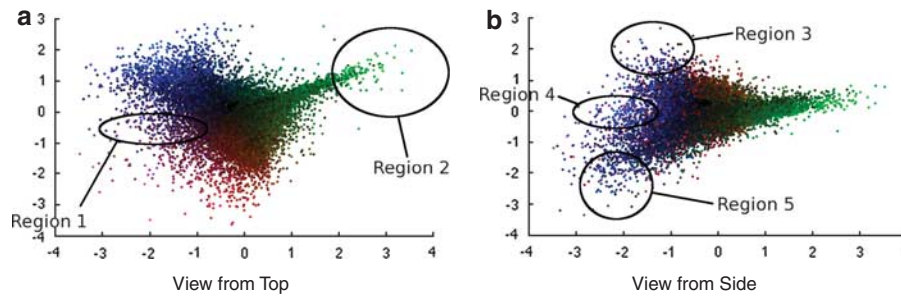 a
3
2
1
0
-1
-2
-3
-4
-4 -3 -2 -1 0 1 2 3 4
Region 1
Region 2
View from Top
b
3
2
1
0
-1
-2
-3
-4
-4 -3 -2 -1 0 1 2 3
Region 3
Region 4
Region 5
View from Side